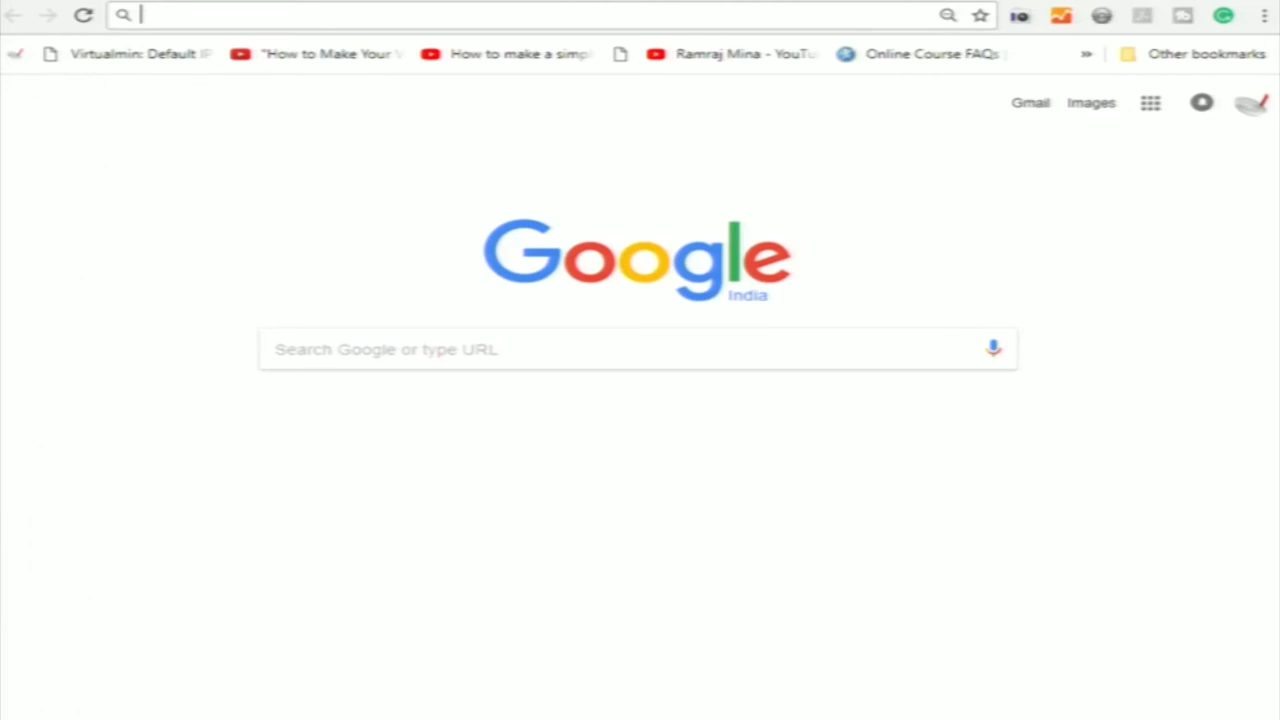 Virtualmin: Default IP "How to Make Your How to make a simp Ramraj Mina - YouTu Online Course FAQs » Other bookmarks
Gmail Images
Google
India
Search Google or type URL